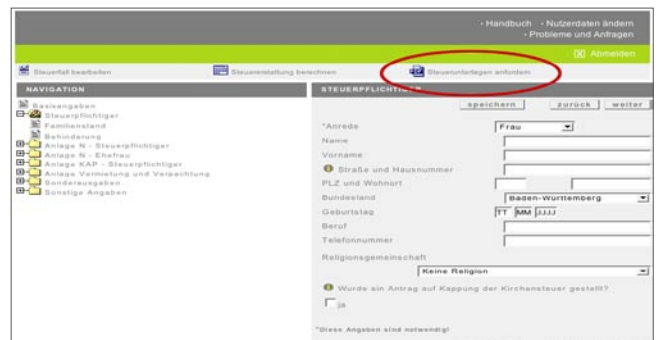 • Handbuch • Nutzerdaten ändern
• Probleme und Anfragen
Abmelden
Steuerfall bearbeiten Steuererstattung berechnen Steuerunterlagen anfordern
NAVIGATION
Basisangaben
Steuerpflichtiger
Familienstand
Behinderung
Anlage N - Steuerpflichtiger
Anlage N - Ehefrau
Anlage KAP - Steuerpflichtiger
Anlage Vermietung und Verpachtung
Sonderausgaben
Sonstige Angaben
STEUERPFLICHTIGER
speichern zurück weiter
*Anrede Frau
Name
Vorname
Straße und Hausnummer
PLZ und Wohnort
Bundesland Baden-Württemberg
Geburtstag TT MM JJJJ
Beruf
Telefonnummer
Religionsgemeinschaft
Keine Religion
Wurde ein Antrag auf Kappung der Kirchensteuer gestellt?
ja
*Diese Angaben sind notwendig!